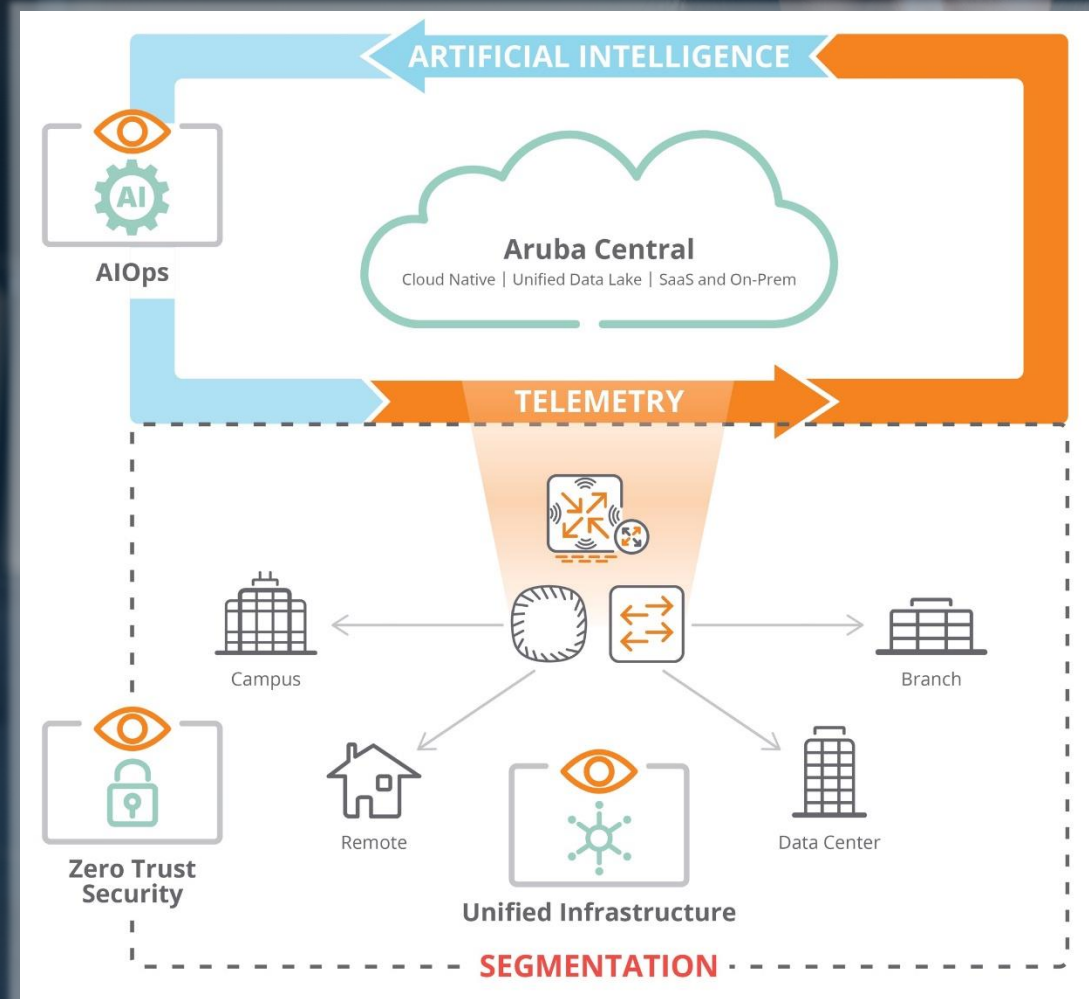 ARTIFICIAL INTELLIGENCE
AI
AIOps
Aruba Central
Cloud Native | Unified Data Lake | SaaS and On-Prem
TELEMETRY
Campus
Branch
Remote
Data Center
Zero Trust
Security
Unified Infrastructure
SEGMENTATION